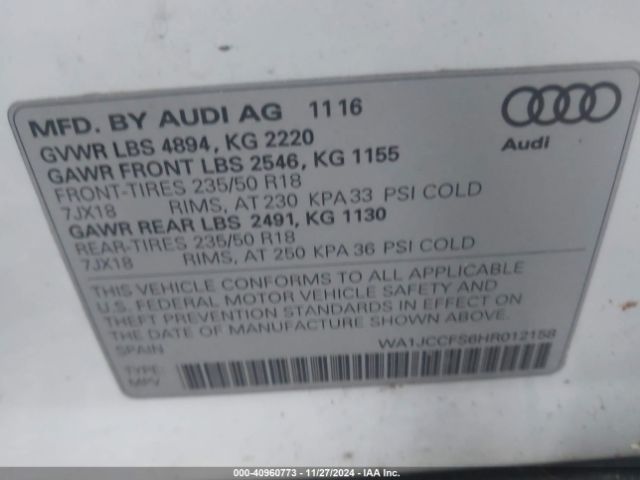 MFD. BY AUDI AG 11 16
GVWR LBS 4894, KG 2220
GAWR FRONT LBS 2546, KG 1155
FRONT-TIRES 235/50 R18
7JX18 RIMS, AT 230 KPA 33 PSI COLD
GAWR REAR LBS 2491, KG 1130
REAR-TIRES 235/50 R18
7JX18 RIMS, AT 250 KPA 36 PSI COLD
Audi
THIS VEHICLE CONFORMS TO ALL APPLICABLE
U.S. FEDERAL MOTOR VEHICLE SAFETY AND
THEFT PREVENTION STANDARDS IN EFFECT ON
THE DATE OF MANUFACTURE SHOWN ABOVE.
SPAIN WA1JCCFS6HR012158
TYPE:
MPV
000-40960773 - 11/27/2024 - IAA Inc.